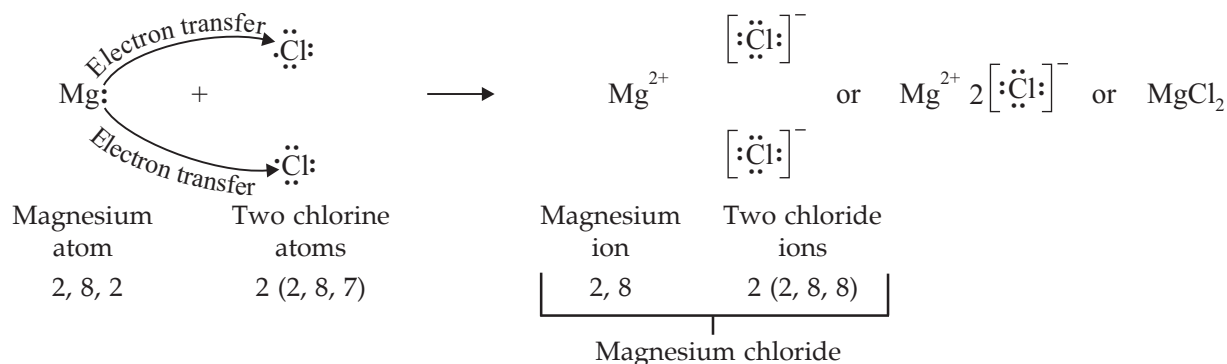 Electron transfer
Cl
Mg + → Mg2+ [Cl]− or Mg2+ 2[Cl]− or MgCl2
[Cl]−
Cl
Electron transfer
Magnesium atom
2, 8, 2
Two chlorine atoms
2 (2, 8, 7)
Magnesium ion
2, 8
Two chloride ions
2 (2, 8, 8)
Magnesium chloride